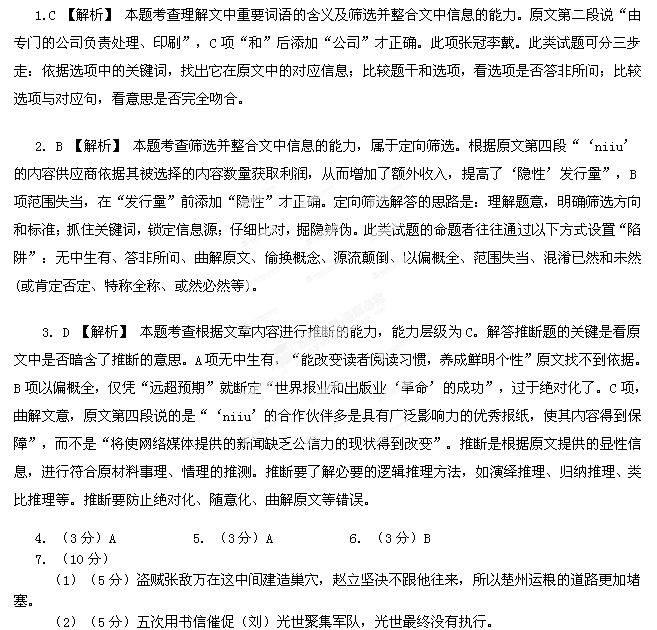 1.C 【解析】 本题考查理解文中重要词语的含义及筛选并整合文中信息的能力。原文第二段说“由
专门的公司负责处理、印刷”，C 项“和”后添加“公司”才正确。此项张冠李戴。此类试题可分三步
走：依据选项中的关键词，找出它在原文中的对应信息；比较题干和选项，看选项是否答非所问；比较
选项与对应句，看意思是否完全吻合。
2. B 【解析】 本题考查筛选并整合文中信息的能力，属于定向筛选。根据原文第四段“‘niiu’
的内容供应商依据其被选择的内容数量获取利润，从而增加了额外收入，提高了‘隐性’发行量”，B
项范围失当，在“发行量”前添加“隐性”才正确。定向筛选解答的思路是：理解题意，明确筛选方向
和标准；抓住关键词，锁定信息源；仔细比对，掘隐辨伪。此类试题的命题者往往通过以下方式设置“陷
阱”：无中生有、答非所问、曲解原文、偷换概念、源流颠倒、以偏概全、范围失当、混淆已然和未然
(或肯定否定、特称全称、或然必然等)。
3. D 【解析】 本题考查根据文章内容进行推断的能力，能力层级为C。解答推断题的关键是看原
文中是否暗含了推断的意思。A项无中生有，“能改变读者阅读习惯，养成鲜明个性”原文找不到依据。
B 项以偏概全，仅凭“远超预期”就断定“世界报业和出版业‘革命’的成功”，过于绝对化了。C 项，
曲解文意，原文第四段说的是“‘niiu’的合作伙伴多是具有广泛影响力的优秀报纸，使其内容得到保
障”，而不是“将使网络媒体提供的新闻缺乏公信力的现状得到改变”。推断是根据原文提供的显性信
息，进行符合原材料事理、情理的推测。推断要了解必要的逻辑推理方法，如演绎推理、归纳推理、类
比推理等。推断要防止绝对化、随意化、曲解原文等错误。
4. （3分）A 5. （3分）A 6. （3分）B
7. （10分）
（1）（5分）盗贼张敌万在这中间建造巢穴，赵立坚决不跟他往来，所以楚州运粮的道路更加堵
塞。
（2）（5分）五次用书信催促（刘）光世聚集军队，光世最终没有执行。